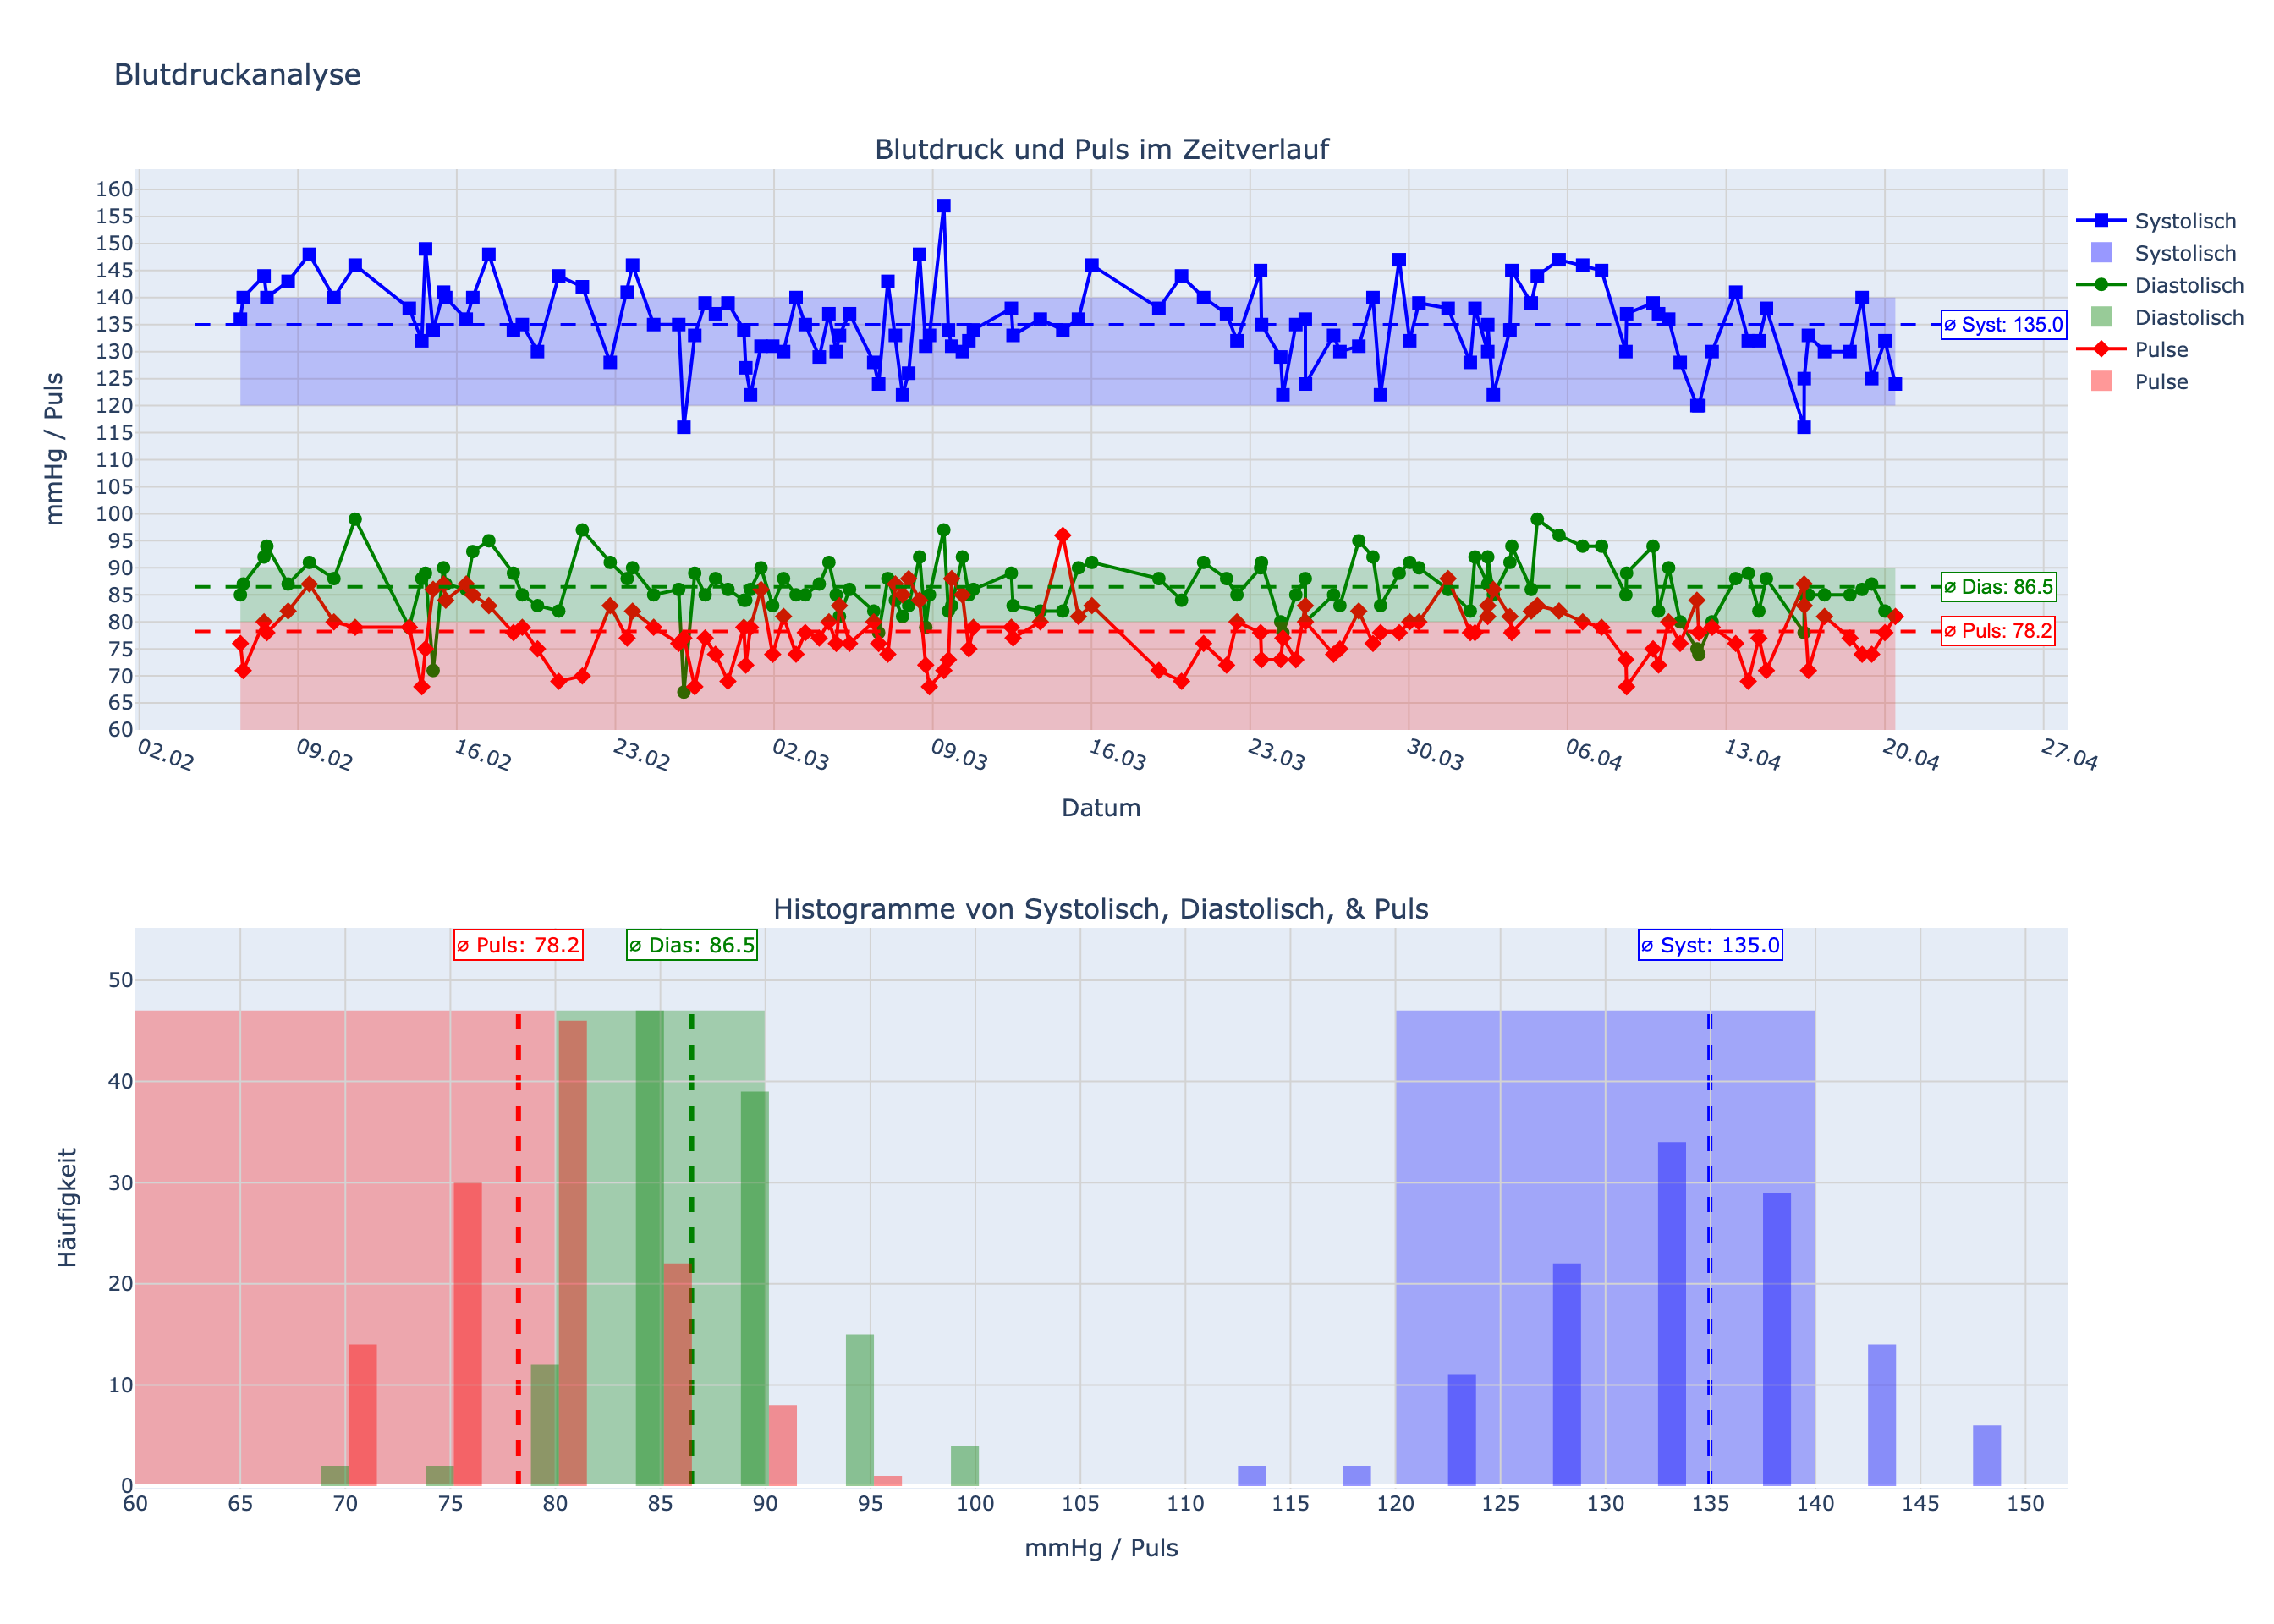 Blutdruckanalyse
Blutdruck und Puls im Zeitverlauf
160
155
150
145
140
135
130
125
120
115
110
105
100
95
90
85
80
75
70
65
60
mmHg / Puls
02.02 09.02 16.02 23.02 02.03 09.03 16.03 23.03 30.03 06.04 13.04 20.04 27.04
Datum
⌀ Syst: 135.0
⌀ Dias: 86.5
⌀ Puls: 78.2
Systolisch
Systolisch
Diastolisch
Diastolisch
Pulse
Pulse
Histogramme von Systolisch, Diastolisch, & Puls
⌀ Puls: 78.2 ⌀ Dias: 86.5 ⌀ Syst: 135.0
50
40
30
20
10
0
Häufigkeit
60 65 70 75 80 85 90 95 100 105 110 115 120 125 130 135 140 145 150
mmHg / Puls